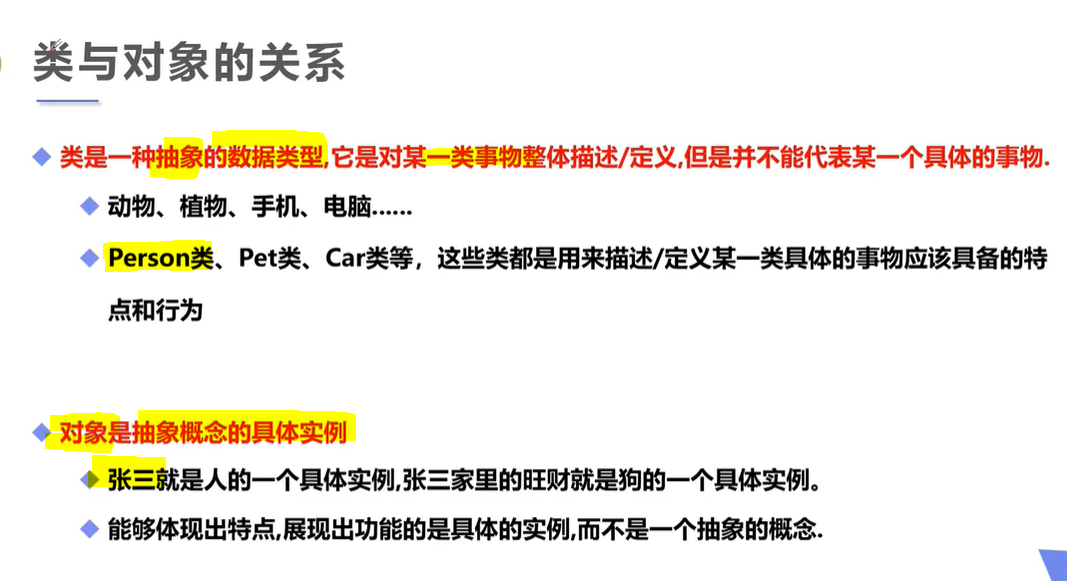 类与对象的关系
类是一种抽象的数据类型,它是对某一类事物整体描述/定义,但是并不能代表某一个具体的事物.
动物、植物、手机、电脑……
Person类、Pet类、Car类等，这些类都是用来描述/定义某一类具体的事物应该具备的特
点和行为
对象是抽象概念的具体实例
张三就是人的一个具体实例,张三家里的旺财就是狗的一个具体实例。
能够体现出特点,展现出功能的是具体的实例,而不是一个抽象的概念.